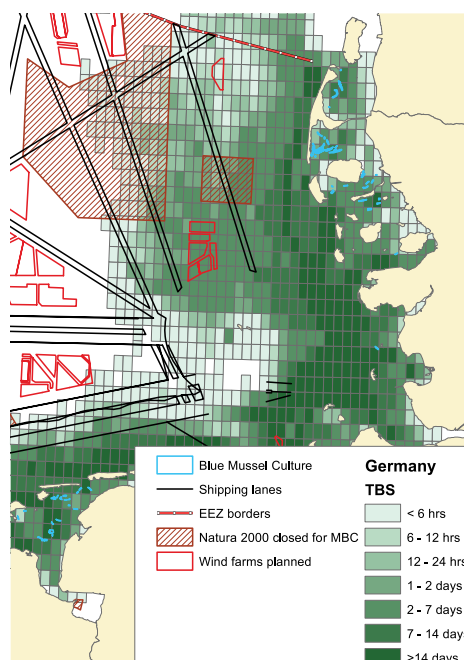 Blue Mussel Culture
Shipping lanes
EEZ borders
Natura 2000 closed for MBC
Wind farms planned
Germany
TBS
< 6 hrs
6 - 12 hrs
12 - 24 hrs
1 - 2 days
2 - 7 days
7 - 14 days
>14 days